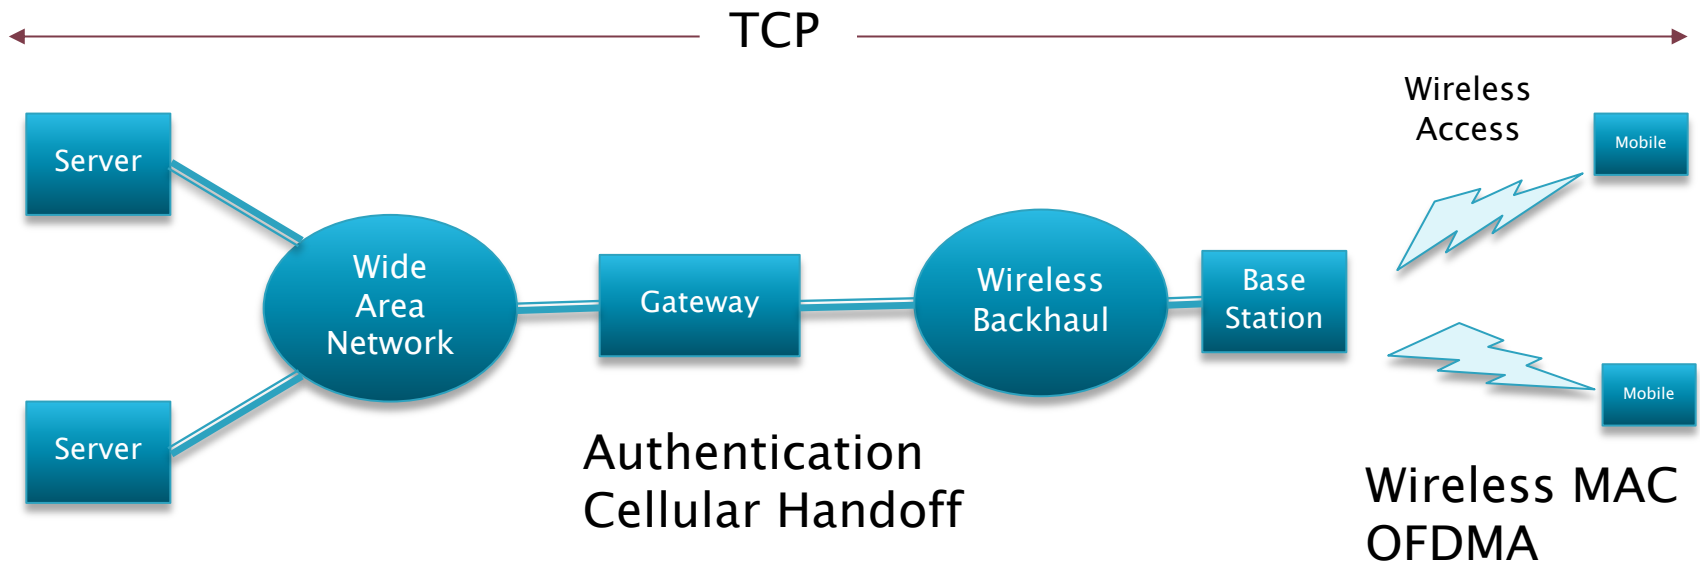 TCP
Wireless
Access
Mobile
Server
Wide
Area
Network
Gateway
Wireless
Backhaul
Base
Station
Mobile
Server
Authentication
Cellular Handoff
Wireless MAC
OFDMA